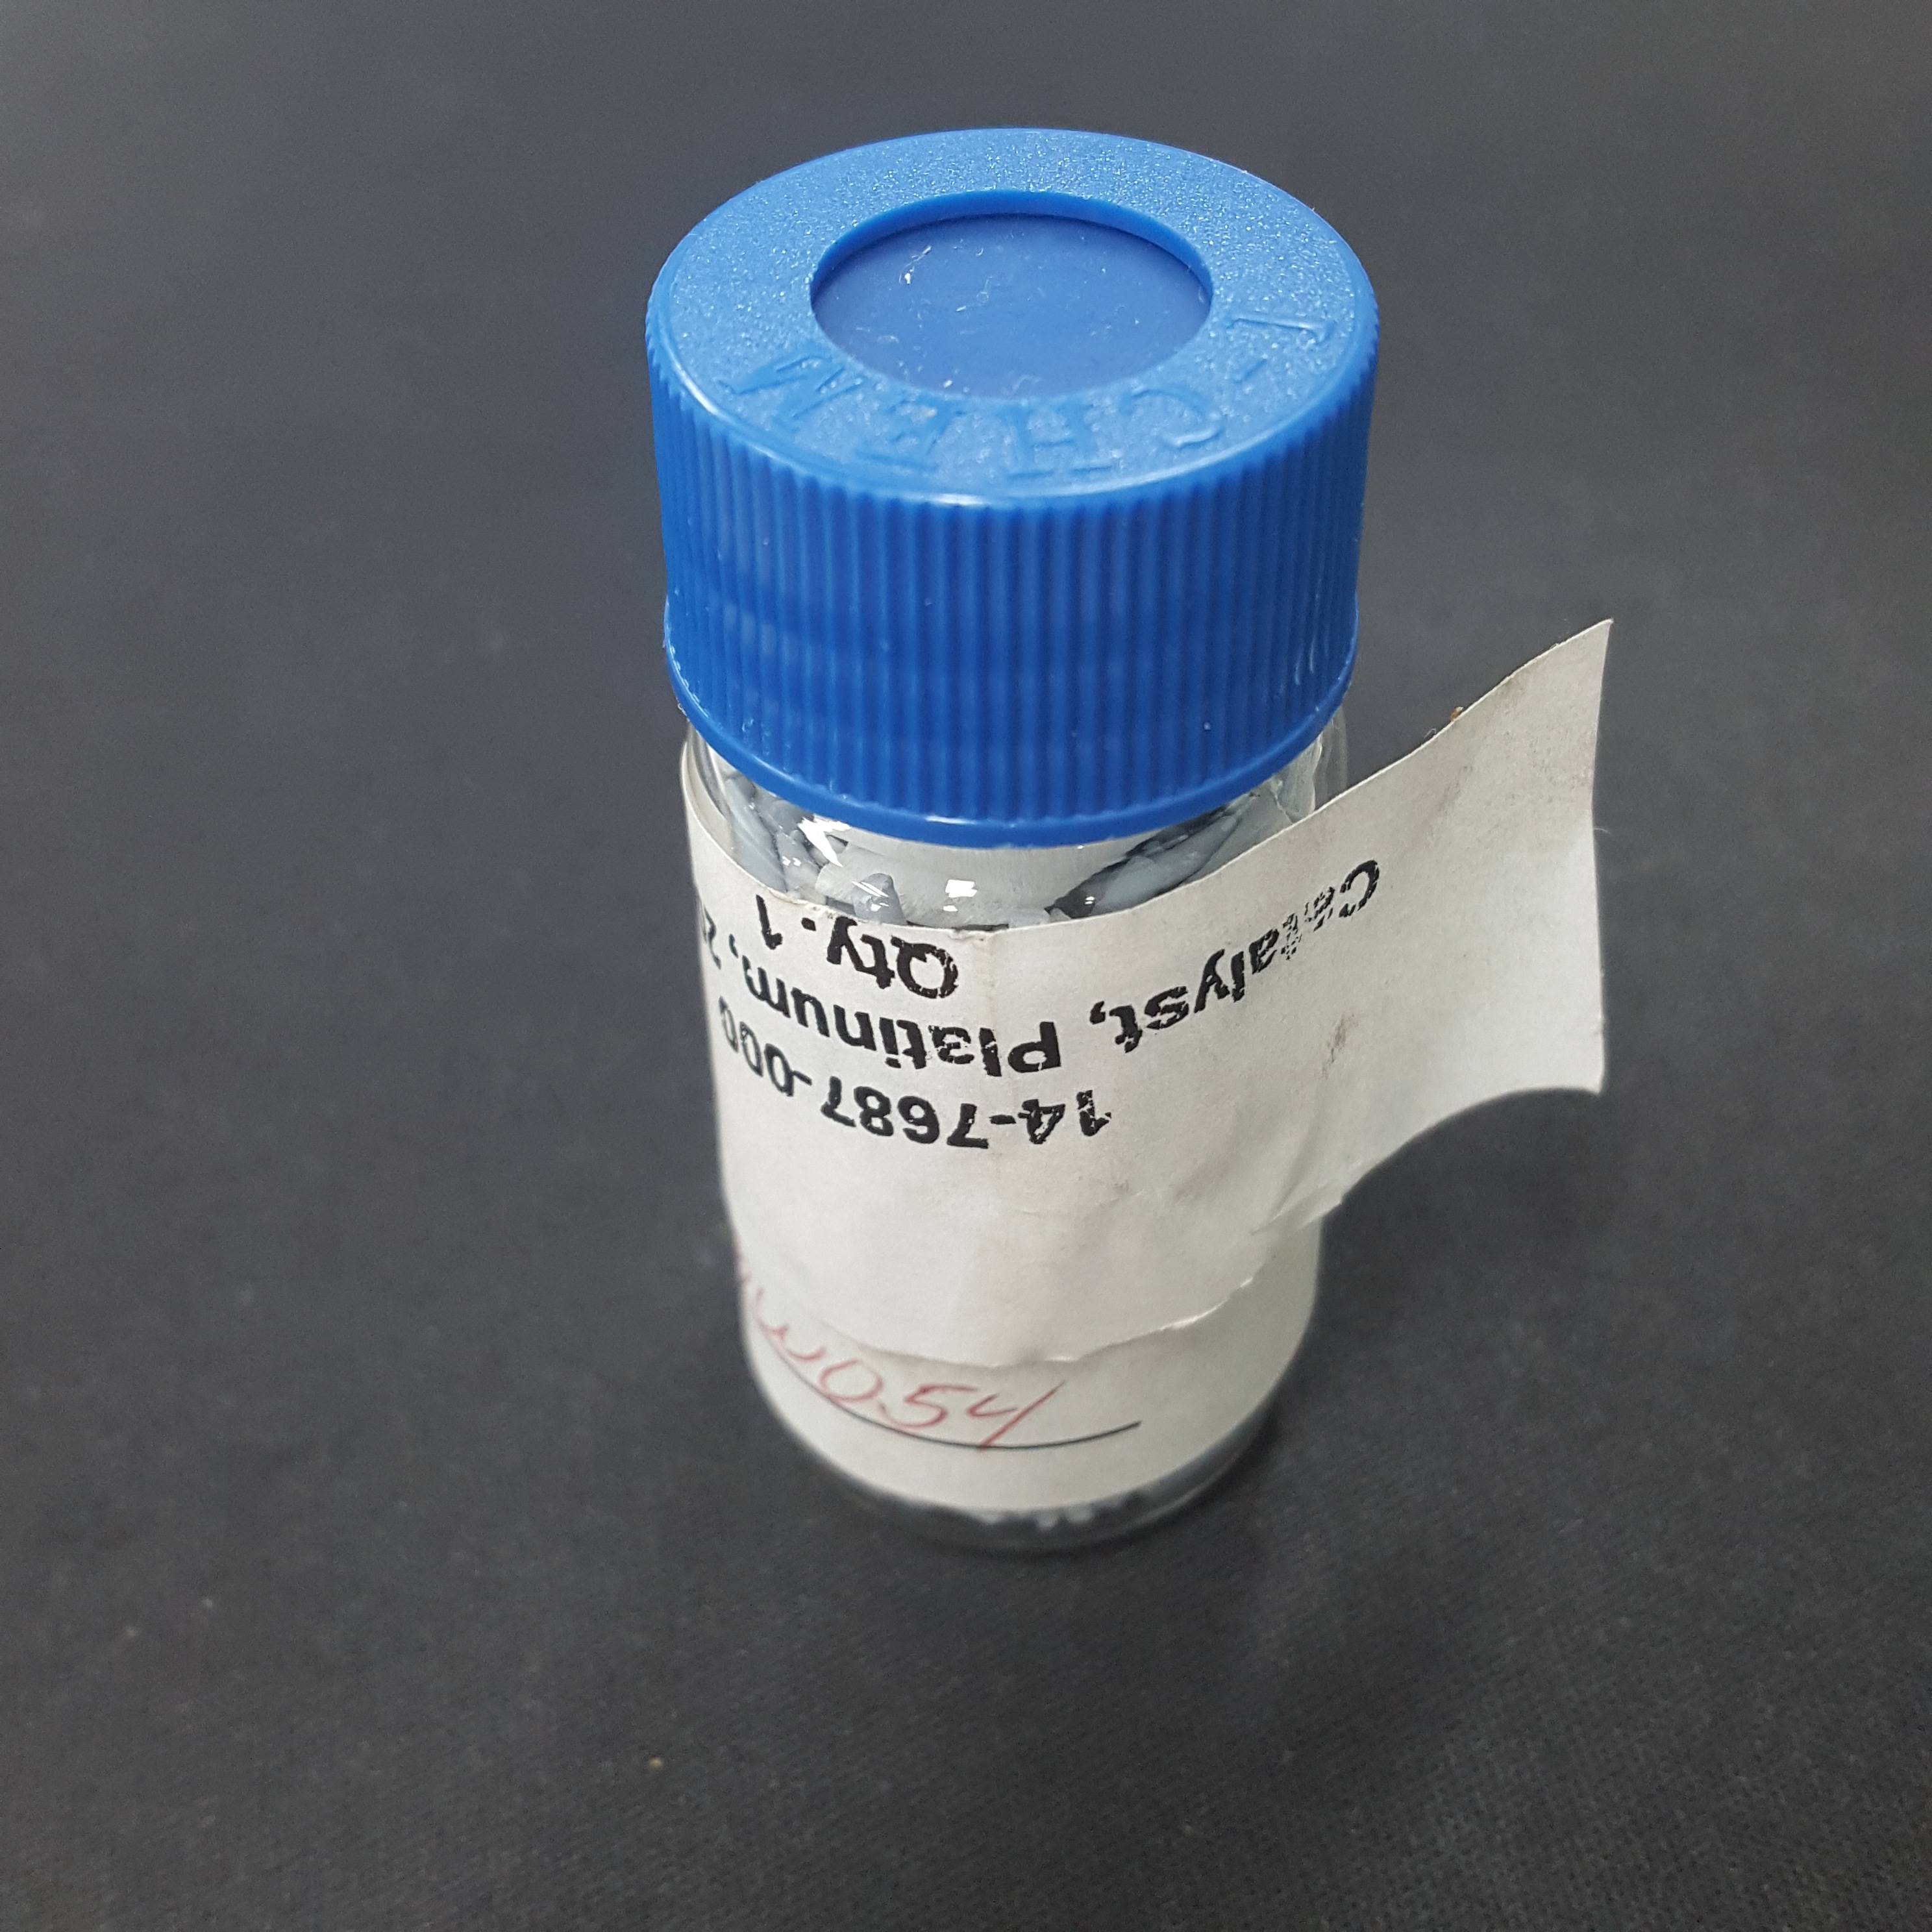 I-CHEM
14-7687-000
Catalyst, Platinum,
Qty. 1
054